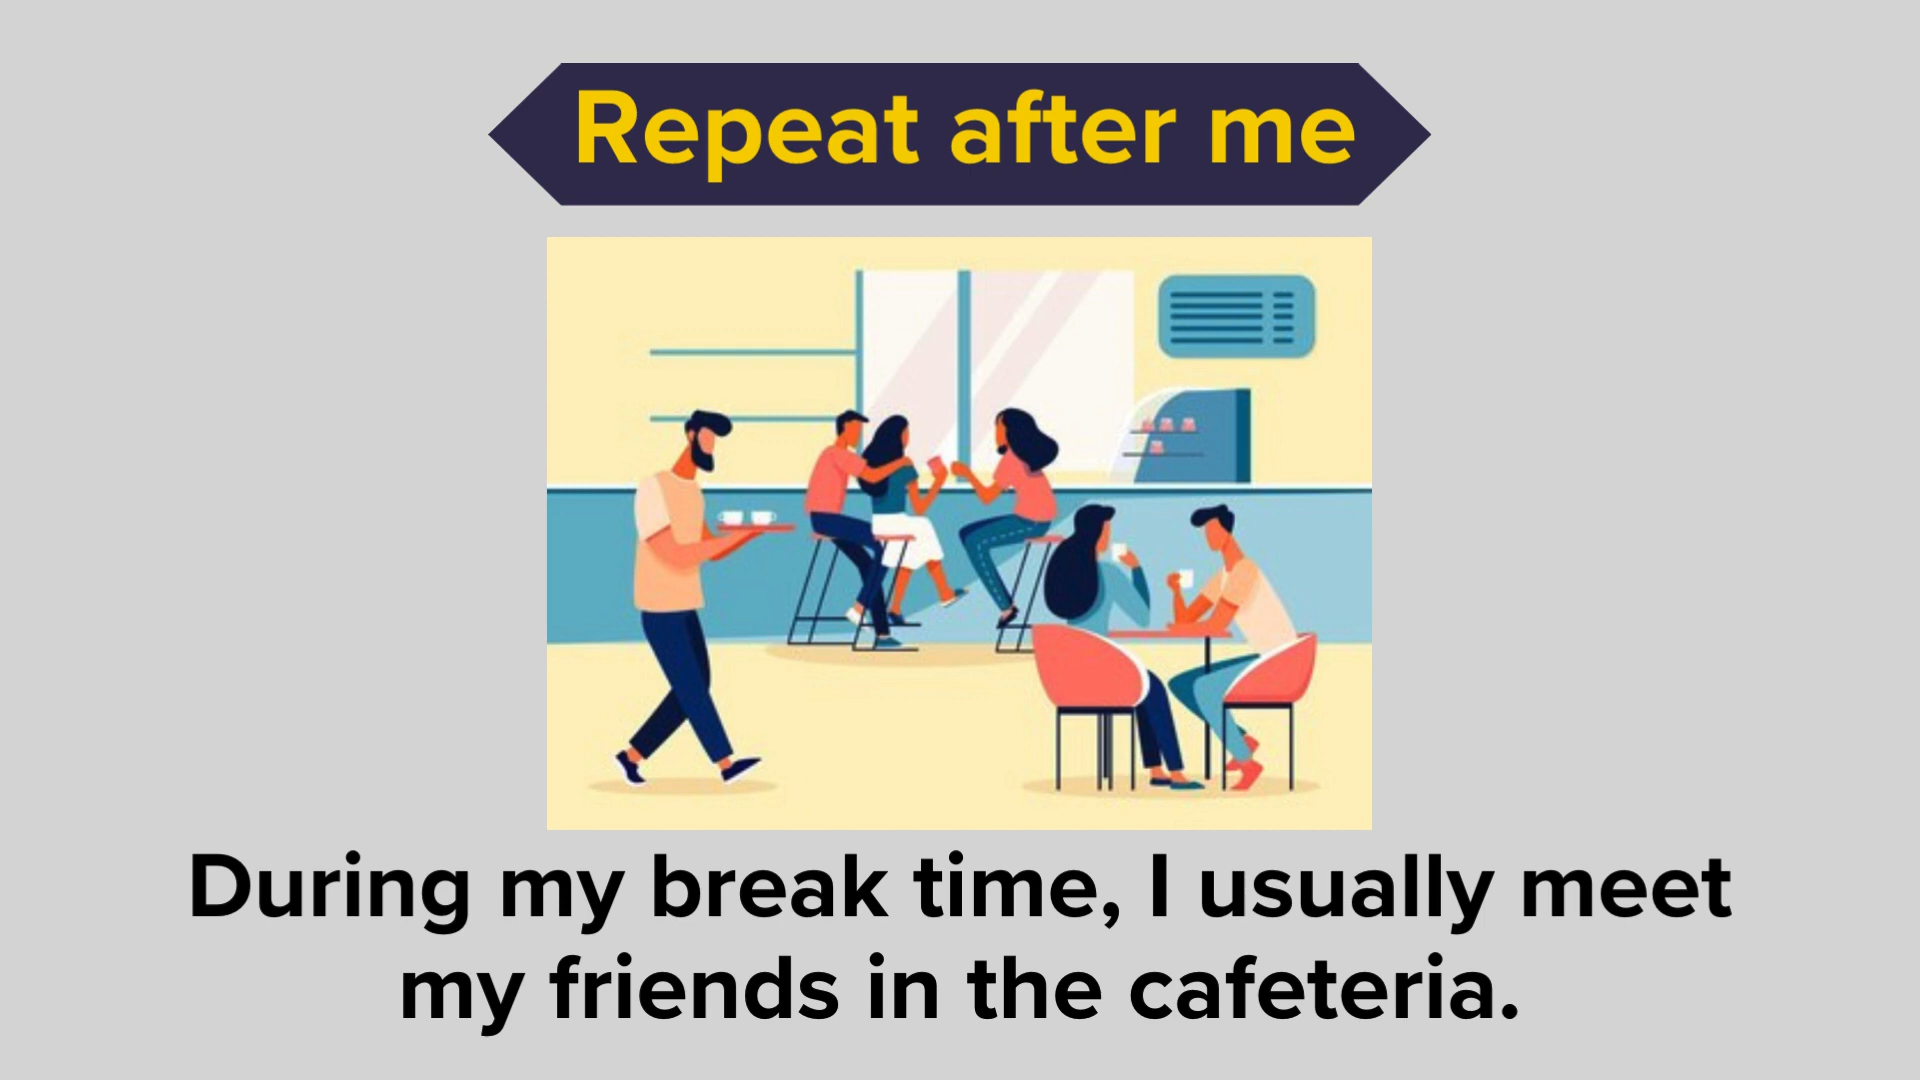 Repeat after me
During my break time, I usually meet
my friends in the cafeteria.